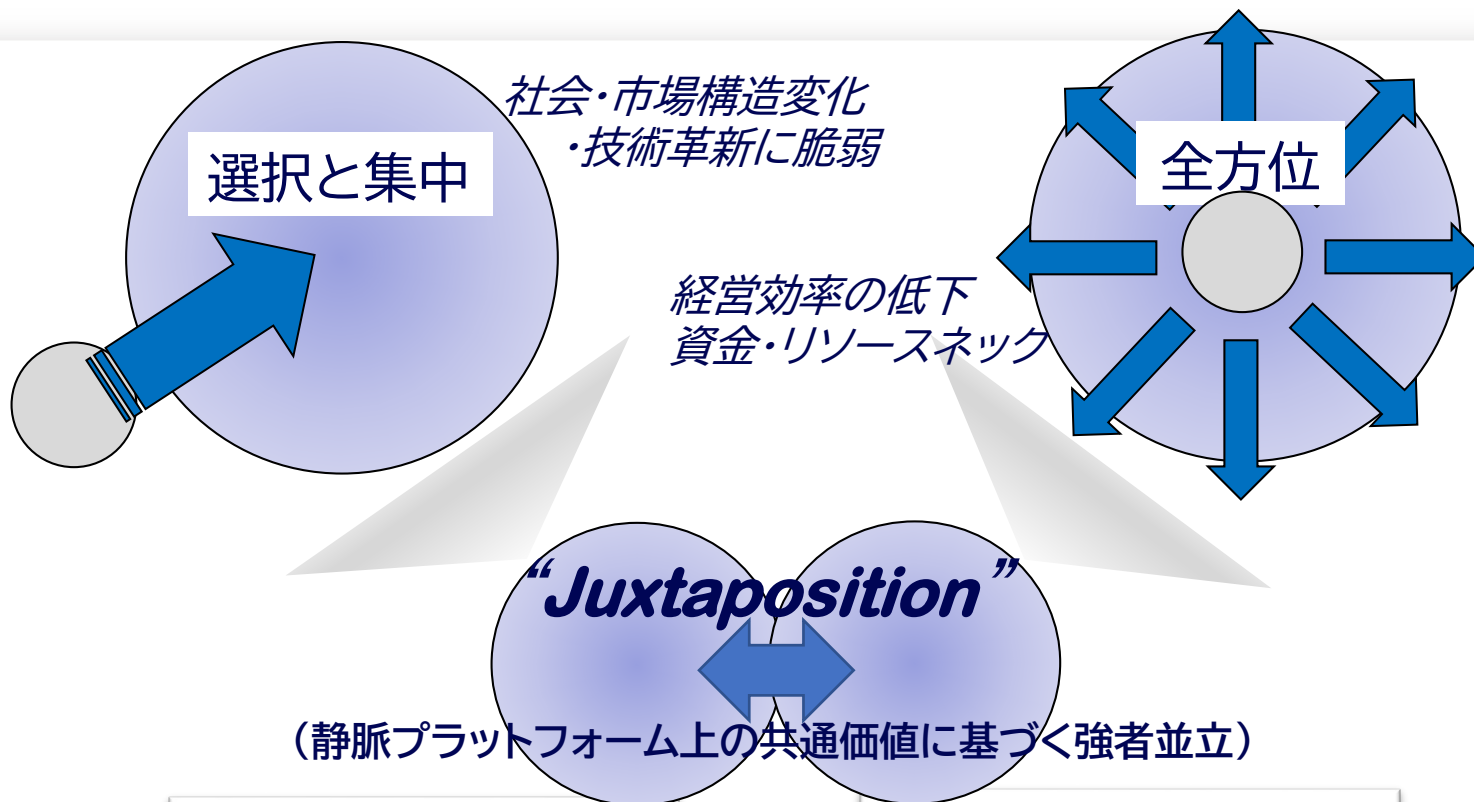 社会・市場構造変化
・技術革新に脆弱
選択と集中
全方位
経営効率の低下
資金・リソースネック
“Juxtaposition”
（静脈プラットフォーム上の共通価値に基づく強者並立）